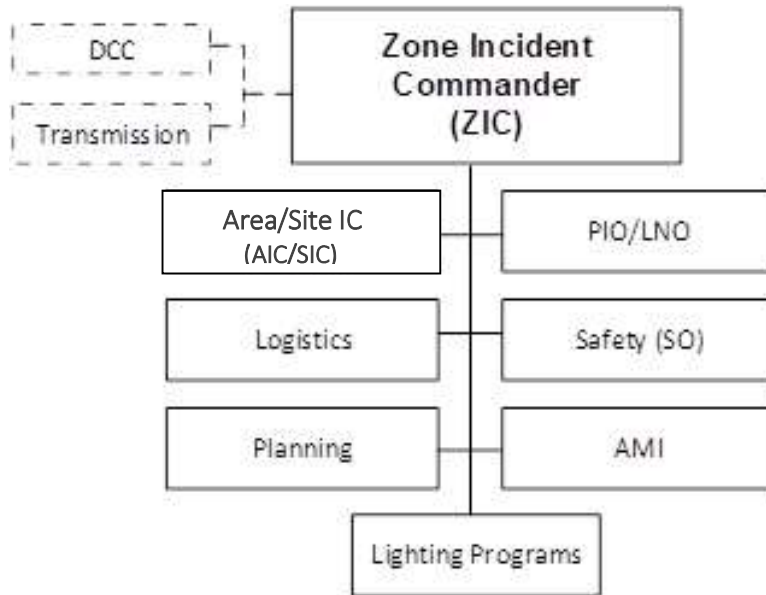 DCC
Transmission
Zone Incident
Commander
(ZIC)
Area/Site IC
(AIC/SIC)
PIO/LNO
Logistics
Safety (SO)
Planning
AMI
Lighting Programs